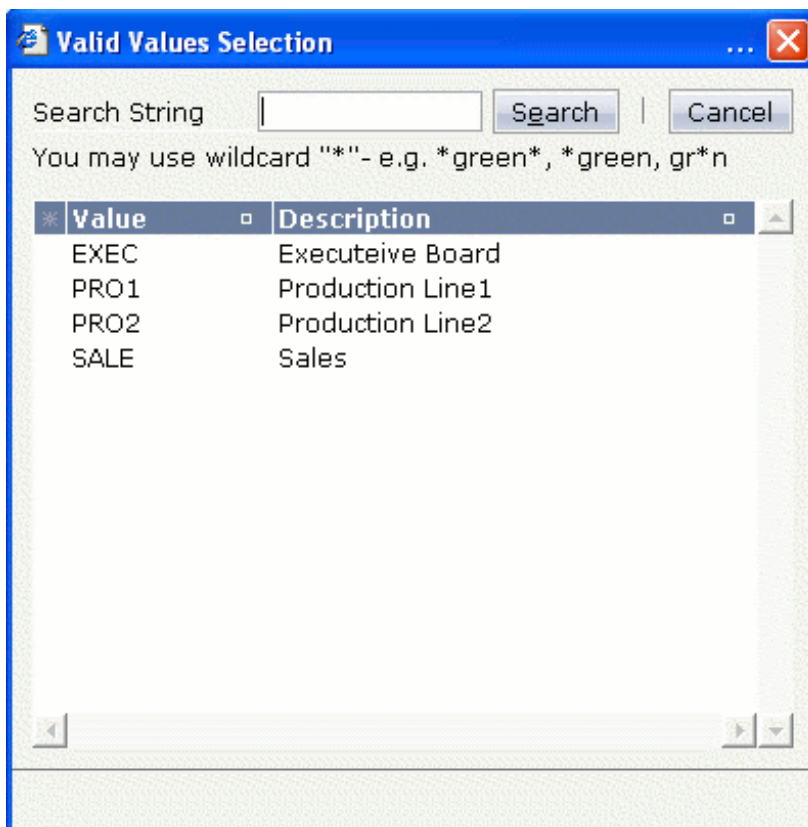 Valid Values Selection ...
Search String Search | Cancel
You may use wildcard "*"- e.g. *green*, *green, gr*n
Value Description
EXEC Executeive Board
PRO1 Production Line1
PRO2 Production Line2
SALE Sales